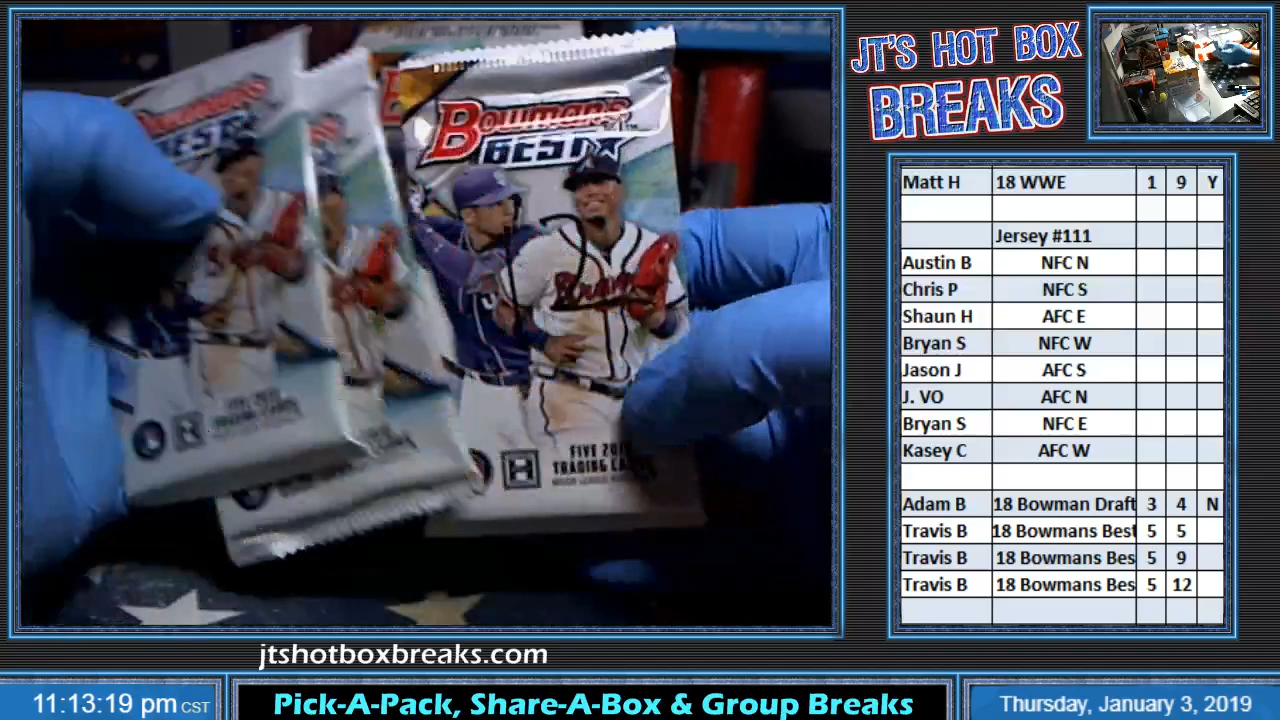 BOWMAN'S
BEST
Braves
FIVE
TRADING CARDS
JT'S HOT BOX
BREAKS
Matt H 18 WWE 1 9 Y
Jersey #111
Austin B NFC N
Chris P NFC S
Shaun H AFC E
Bryan S NFC W
Jason J AFC S
J. VO AFC N
Bryan S NFC E
Kasey C AFC W
Adam B 18 Bowman Draft 3 4 N
Travis B 18 Bowmans Best 5 5
Travis B 18 Bowmans Bes 5 9
Travis B 18 Bowmans Bes 5 12
jtshotboxbreaks.com
11:13:19 pm CST
Pick-A-Pack, Share-A-Box & Group Breaks
Thursday, January 3, 2019